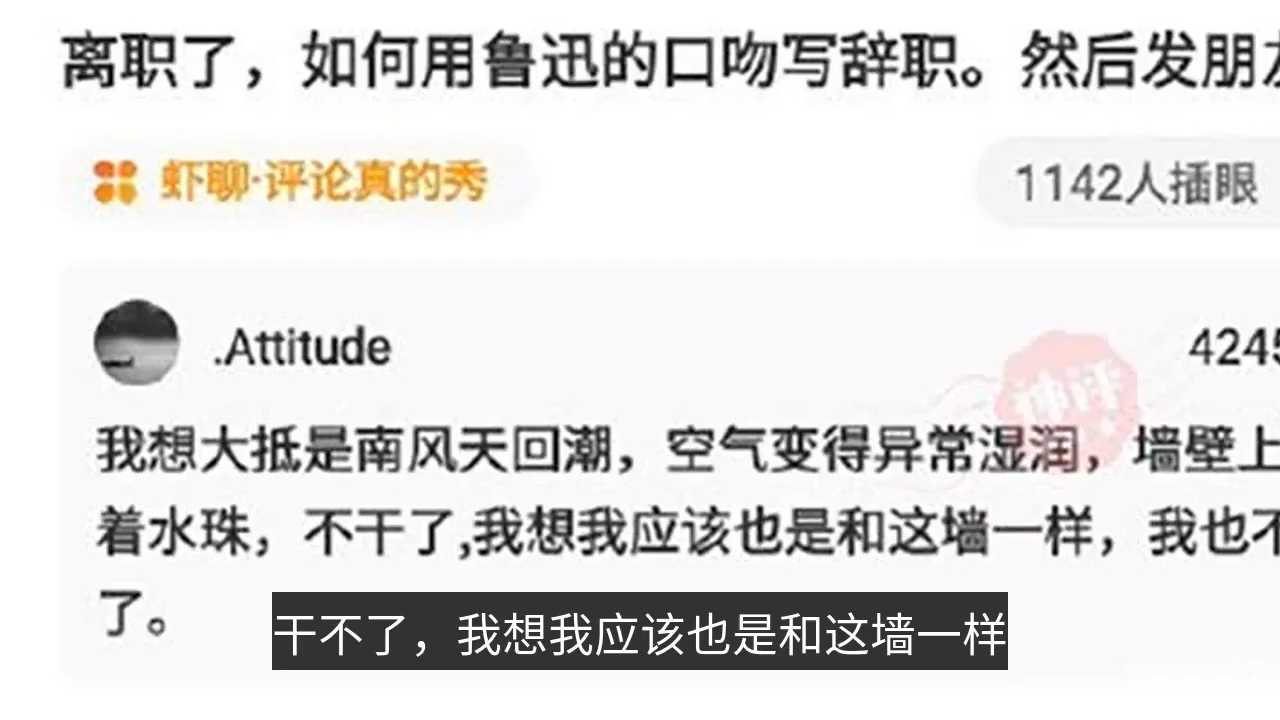 离职了，如何用鲁迅的口吻写辞职。然后发朋
虾聊·评论真的秀
1142人插眼
.Attitude
424
神评
我想大抵是南风天回潮，空气变得异常湿润，墙壁上
着水珠，不干了,我想我应该也是和这墙一样，我也不
了。
干不了，我想我应该也是和这墙一样